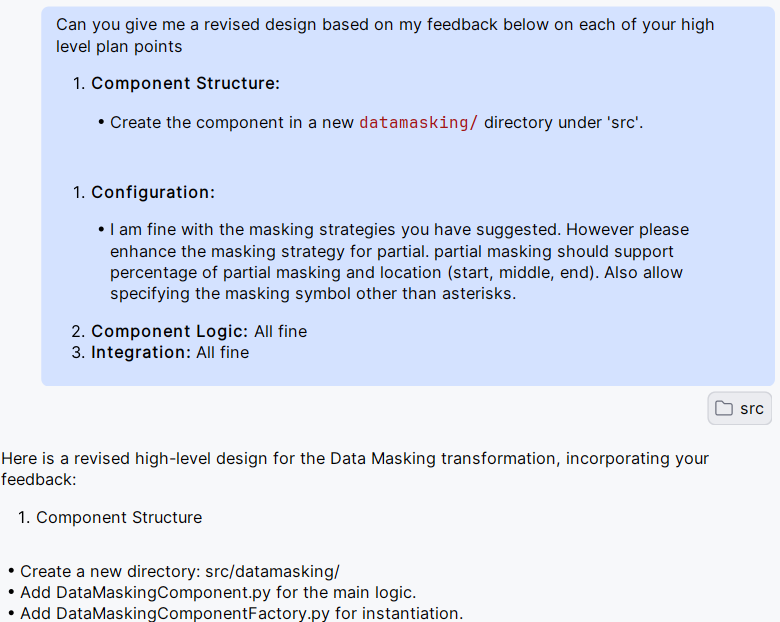 Can you give me a revised design based on my feedback below on each of your high
level plan points
1. Component Structure:
• Create the component in a new datamasking/ directory under 'src'.
1. Configuration:
• I am fine with the masking strategies you have suggested. However please
enhance the masking strategy for partial. partial masking should support
percentage of partial masking and location (start, middle, end). Also allow
specifying the masking symbol other than asterisks.
2. Component Logic: All fine
3. Integration: All fine
src
Here is a revised high-level design for the Data Masking transformation, incorporating your
feedback:
1. Component Structure
• Create a new directory: src/datamasking/
• Add DataMaskingComponent.py for the main logic.
• Add DataMaskingComponentFactory.py for instantiation.